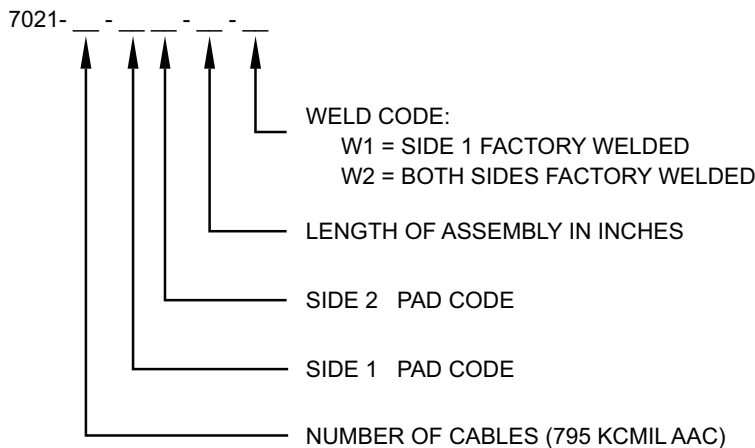 7021- __ - __ __ - __ - __
WELD CODE:
W1 = SIDE 1 FACTORY WELDED
W2 = BOTH SIDES FACTORY WELDED
LENGTH OF ASSEMBLY IN INCHES
SIDE 2 PAD CODE
SIDE 1 PAD CODE
NUMBER OF CABLES (795 KCMIL AAC)